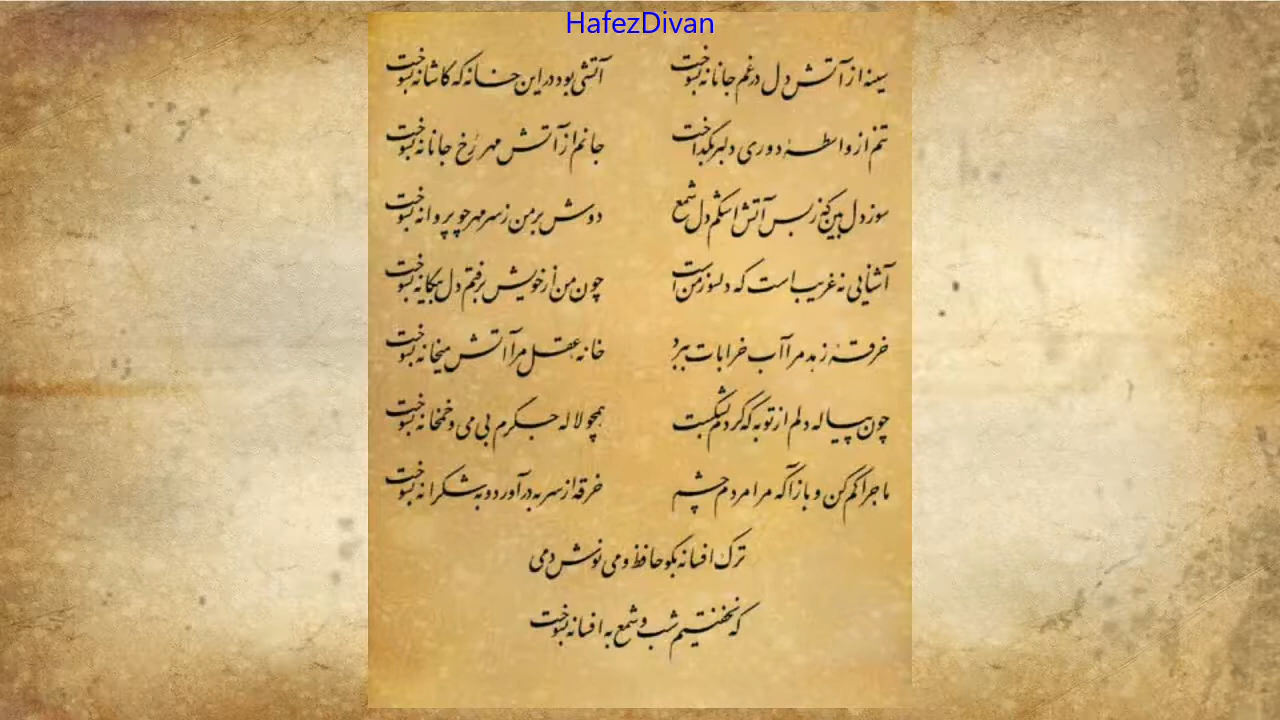 HafezDivan
سینه از آتش دل در غم جانانه بسوخت آتشی بود در این خانه که کاشانه بسوخت
تنم از واسطهٔ دوری دلبر بگداخت جانم از آتش مهر رخ جانانه بسوخت
سوز دل بین که ز بس آتش اشکم دل شمع دوش بر من ز سر مهر چو پروانه بسوخت
آشنایی نه غریب است که دلسوز من است چون من از خویش برفتم دل بیگانه بسوخت
خرقهٔ زهد مرا آب خرابات ببرد خانهٔ عقل مرا آتش میخانه بسوخت
چون پیاله دلم از توبه که کردم بشکست همچو لاله جگرم بی می و خمخانه بسوخت
ماجرا کم کن و بازآ که مرا مردم چشم خرقه از سر به در آورد و به شکرانه بسوخت
ترک افسانه بگو حافظ و می نوش دمی
که نخفتیم شب و شمع به افسانه بسوخت